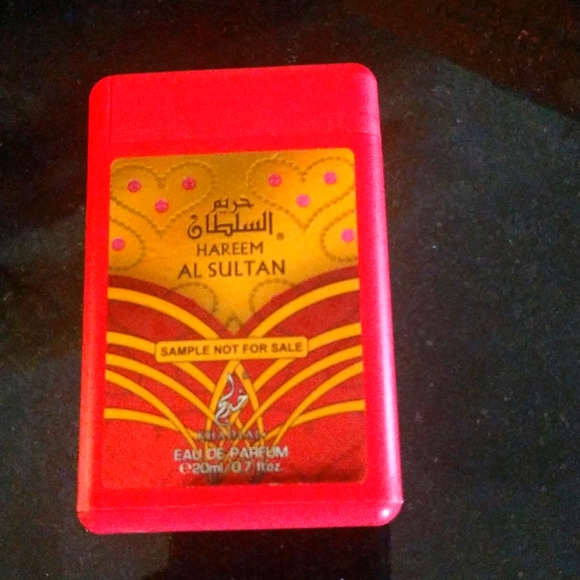 حريم
السلطان
HAREEM
AL SULTAN
SAMPLE NOT FOR SALE
EAU DE PARFUM
℮20ml/0.7 fl.oz.